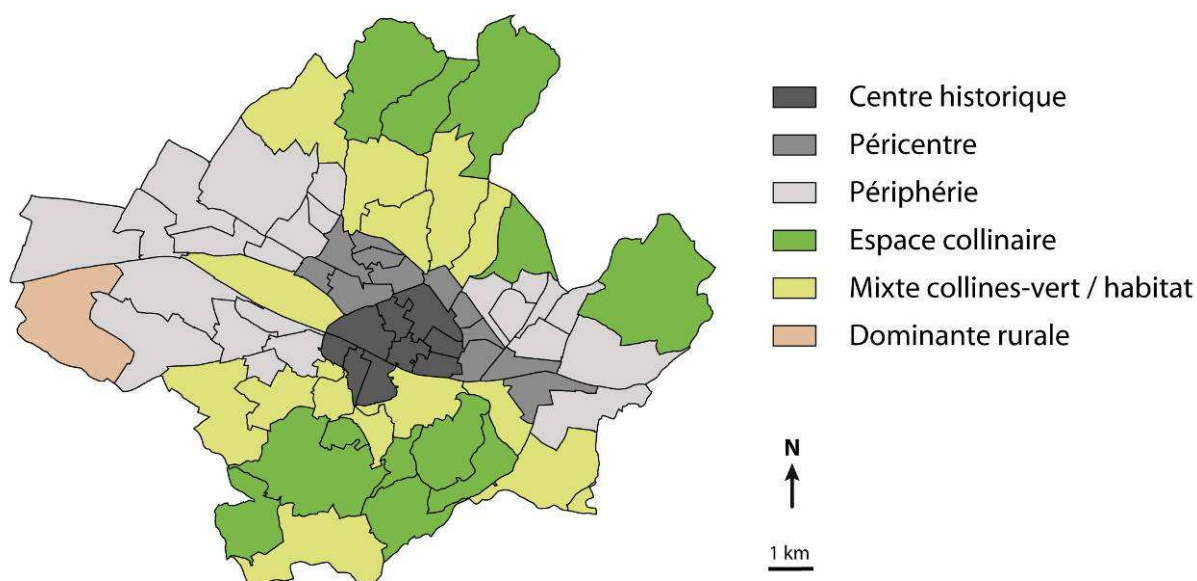 Centre historique
Péricentre
Périphérie
Espace collinaire
Mixte collines-vert / habitat
Dominante rurale
N
1 km